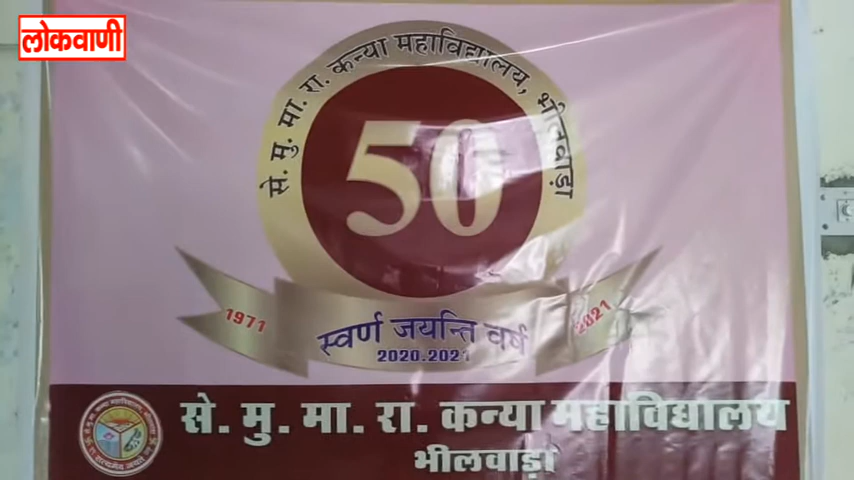 लोकवाणी
से. मु. मा. रा. कन्या महाविद्यालय, भीलवाड़ा
50
1971
2021
स्वर्ण जयन्ति वर्ष
2020.2021
से. मु. मा. रा. कन्या महाविद्यालय
भीलवाड़ा